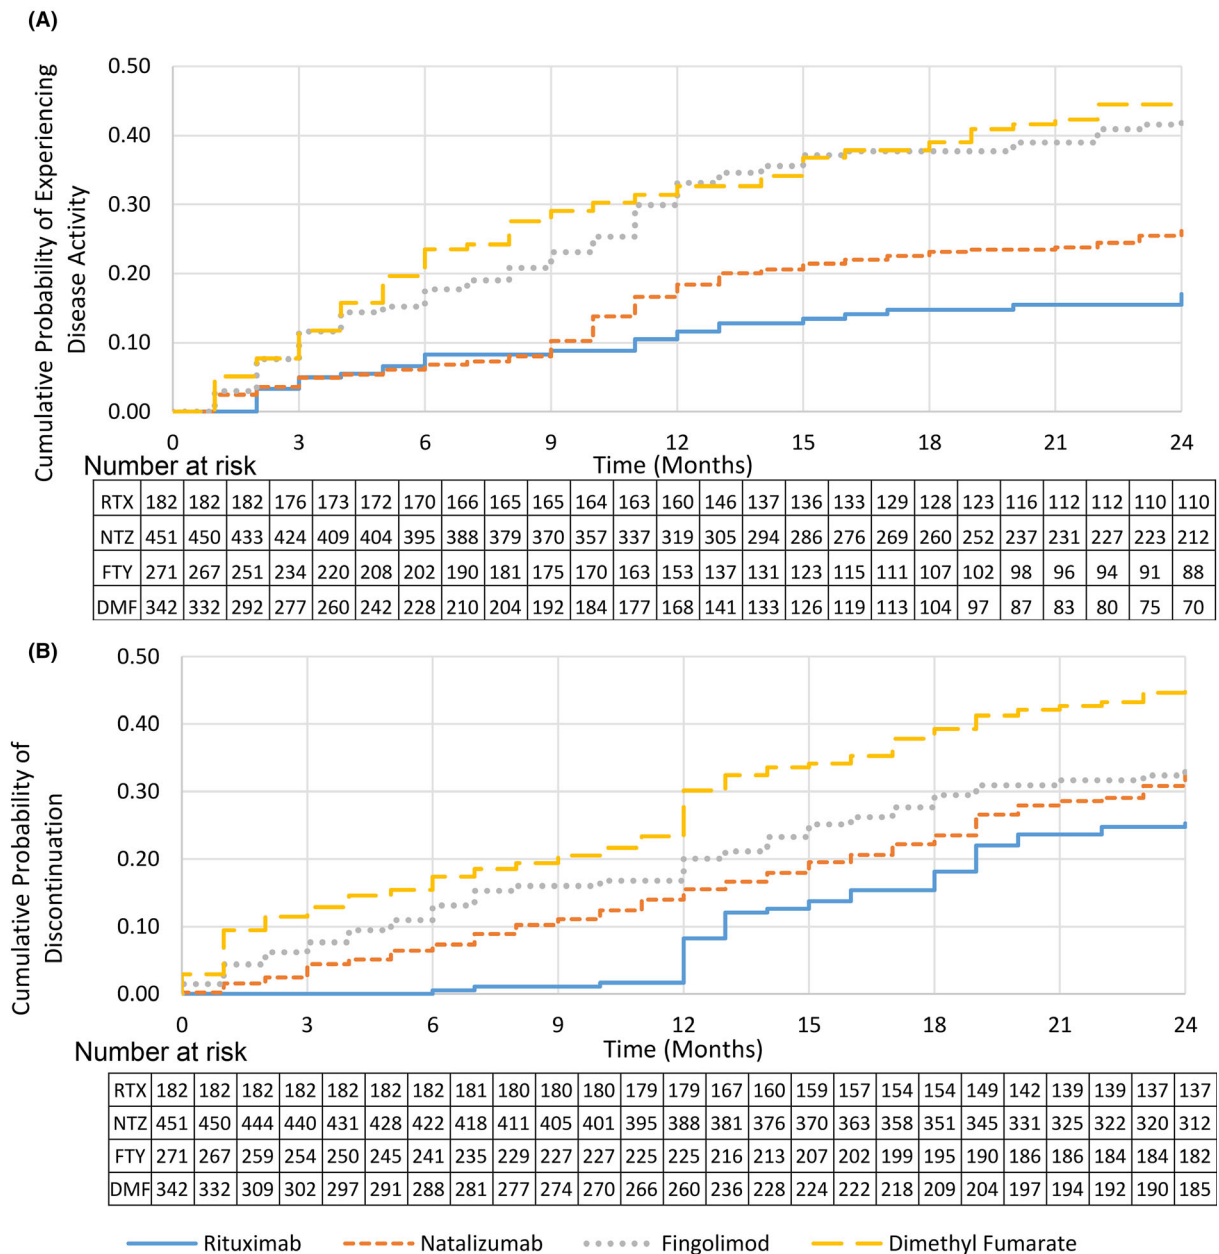 (A)
Cumulative Probability of Experiencing
Disease Activity
0.50
0.40
0.30
0.20
0.10
0.00
0 3 6 9 12 15 18 21 24
Number at risk
Time (Months)
RTX 182 182 182 176 173 172 170 166 165 165 164 163 160 146 137 136 133 129 128 123 116 112 112 110 110
NTZ 451 450 433 424 409 404 395 388 379 370 357 337 319 305 294 286 276 269 260 252 237 231 227 223 212
FTY 271 267 251 234 220 208 202 190 181 175 170 163 153 137 131 123 115 111 107 102 98 96 94 91 88
DMF 342 332 292 277 260 242 228 210 204 192 184 177 168 141 133 126 119 113 104 97 87 83 80 75 70
(B)
Cumulative Probability of
Discontinuation
0.50
0.40
0.30
0.20
0.10
0.00
0 3 6 9 12 15 18 21 24
Number at risk
Time (Months)
RTX 182 182 182 182 182 182 182 181 180 180 180 179 179 167 160 159 157 154 154 149 142 139 139 137 137
NTZ 451 450 444 440 431 428 422 418 411 405 401 395 388 381 376 370 363 358 351 345 331 325 322 320 312
FTY 271 267 259 254 250 245 241 235 229 227 227 225 225 216 213 207 202 199 195 190 186 186 184 184 182
DMF 342 332 309 302 297 291 288 281 277 274 270 266 260 236 228 224 222 218 209 204 197 194 192 190 185
Rituximab Natalizumab Fingolimod Dimethyl Fumarate